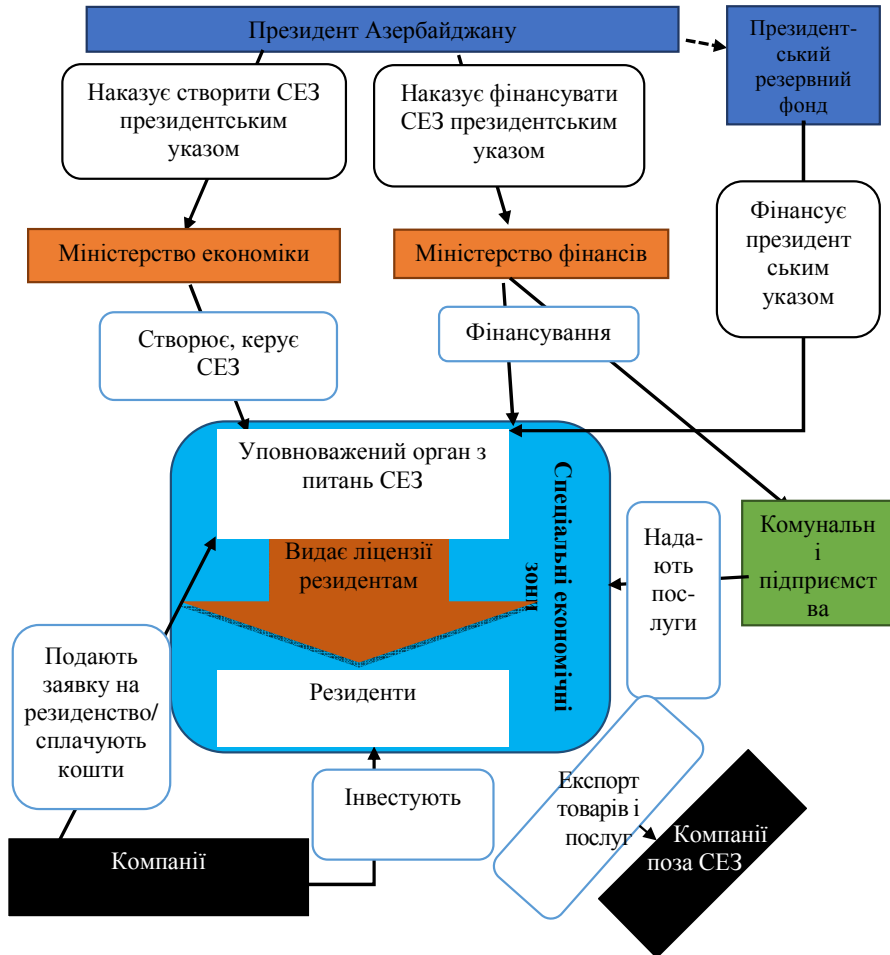 Президент Азербайджану
Президент-
ський
резервний
фонд
Наказує створити СЕЗ
президентським
указом
Наказує фінансувати
СЕЗ президентським
указом
Фінансує
президент
ським
указом
Міністерство економіки
Міністерство фінансів
Створює, керує
СЕЗ
Фінансування
Уповноважений орган з
питань СЕЗ
Спеціальні економічні
зони
Видає ліцензії
резидентам
Нада-
ють
пос-
луги
Комунальн
і
підприємст
ва
Подають
заявку на
резиденство/
сплачують
кошти
Резиденти
Інвестують
Експорт
товарів і
послуг
Компанії
поза СЕЗ
Компанії